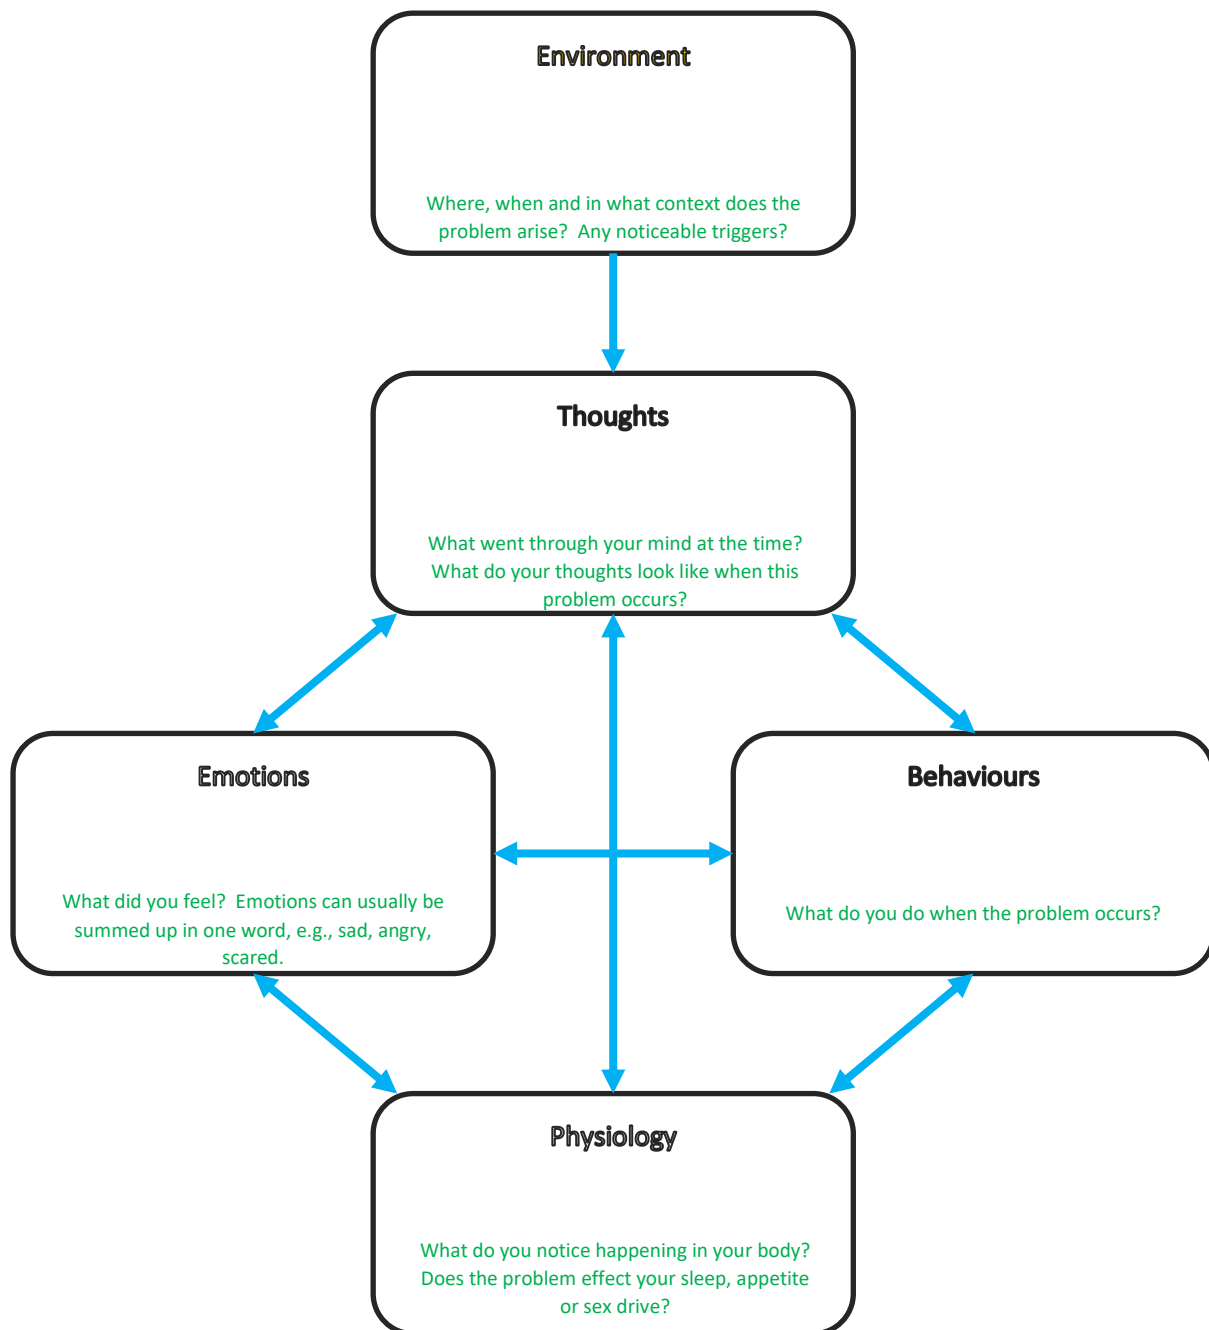 Environment
Where, when and in what context does the
problem arise?  Any noticeable triggers?
Thoughts
What went through your mind at the time?
What do your thoughts look like when this
problem occurs?
Emotions
What did you feel?  Emotions can usually be
summed up in one word, e.g., sad, angry,
scared.
Behaviours
What do you do when the problem occurs?
Physiology
What do you notice happening in your body?
Does the problem effect your sleep, appetite
or sex drive?